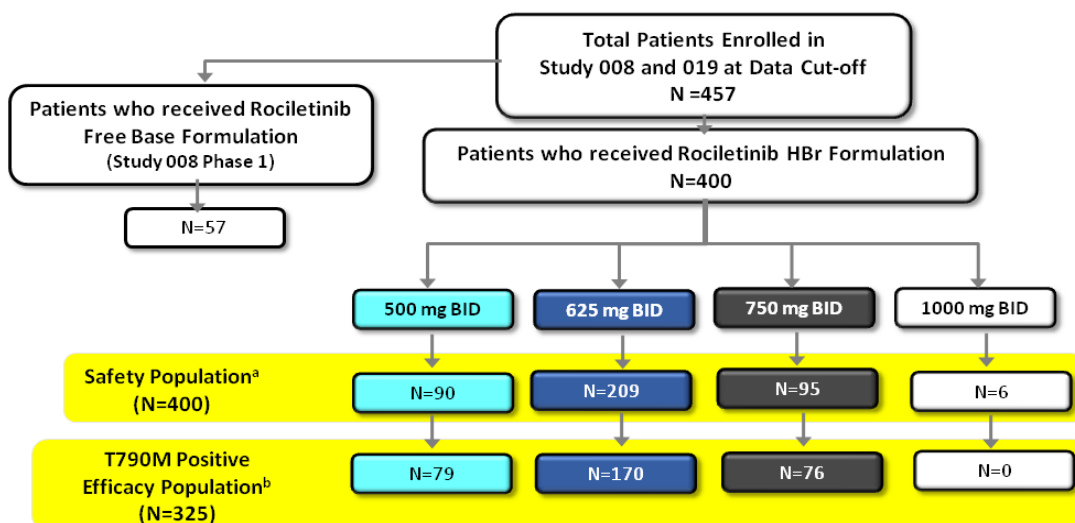 Total Patients Enrolled in
Study 008 and 019 at Data Cut-off
N =457
Patients who received Rociletinib
Free Base Formulation
(Study 008 Phase 1)
N=57
Patients who received Rociletinib HBr Formulation
N=400
500 mg BID
625 mg BID
750 mg BID
1000 mg BID
Safety Populationᵃ
(N=400)
N=90
N=209
N=95
N=6
T790M Positive
Efficacy Populationᵇ
(N=325)
N=79
N=170
N=76
N=0